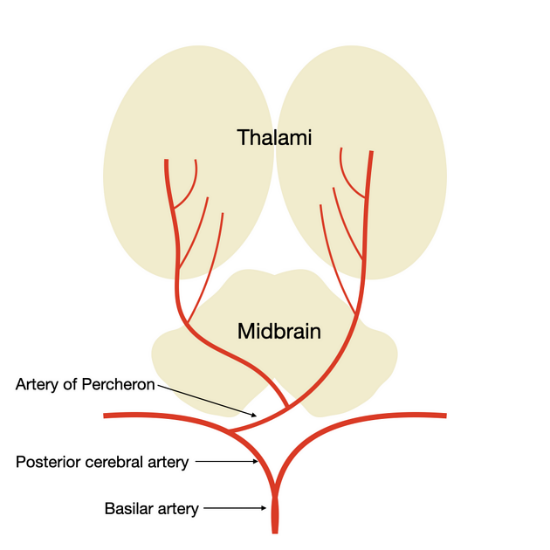 Thalami
Midbrain
Artery of Percheron
Posterior cerebral artery
Basilar artery